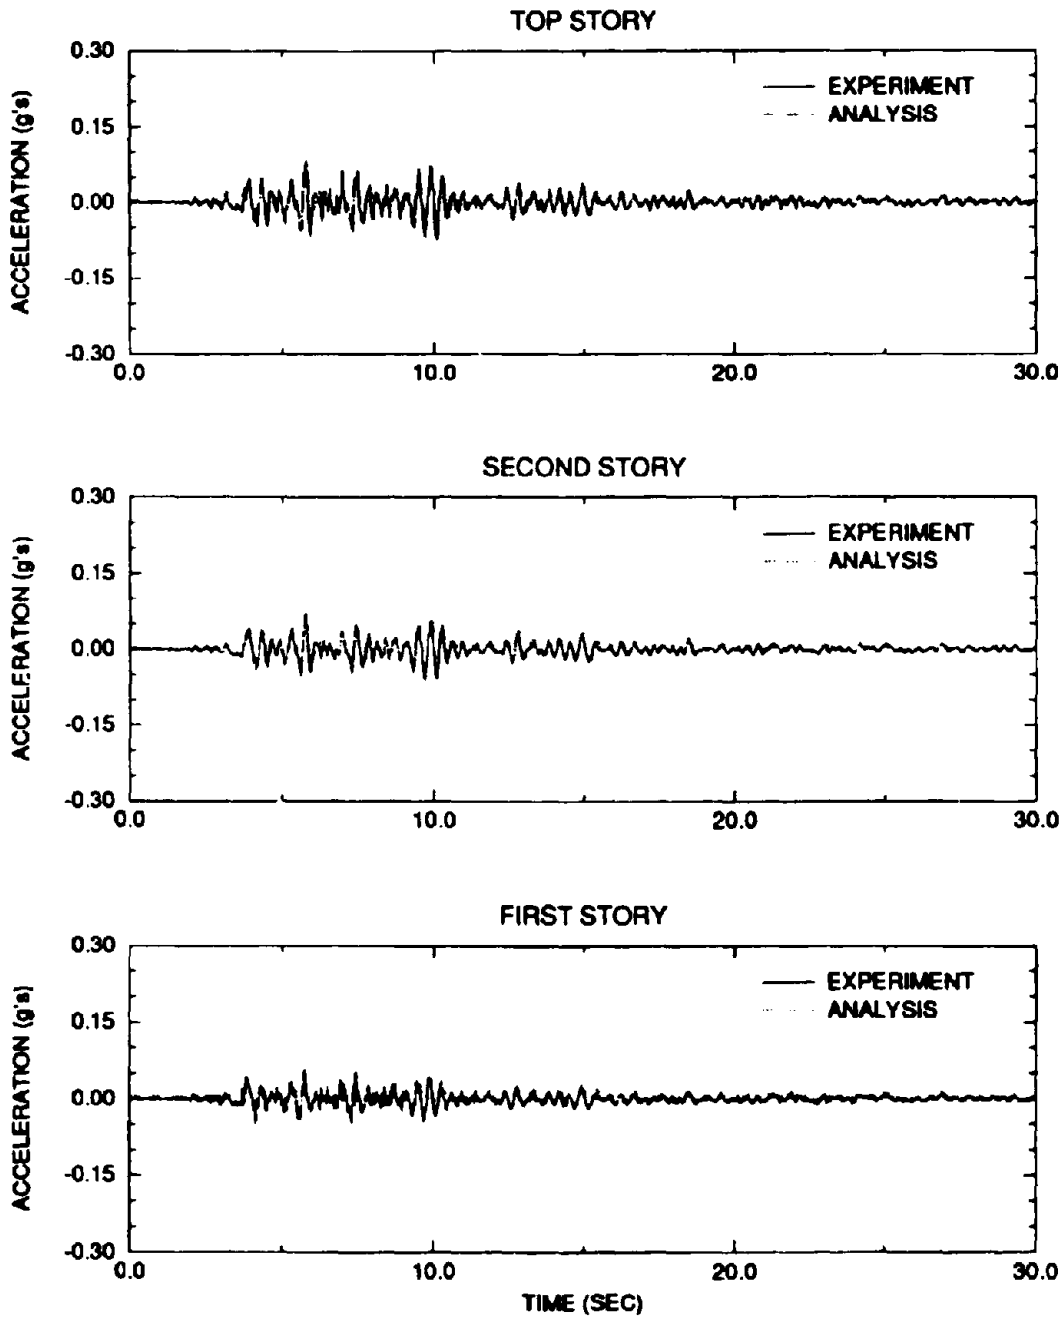 TOP STORY
0.30
0.15
0.00
-0.15
-0.30
ACCELERATION (g's)
EXPERIMENT
ANALYSIS
0.0 10.0 20.0 30.0
SECOND STORY
0.30
0.15
0.00
-0.15
-0.30
ACCELERATION (g's)
EXPERIMENT
ANALYSIS
0.0 10.0 20.0 30.0
FIRST STORY
0.30
0.15
0.00
-0.15
-0.30
ACCELERATION (g's)
EXPERIMENT
ANALYSIS
0.0 10.0 20.0 30.0
TIME (SEC)